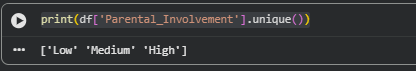 print(df['Parental_Involvement'].unique())
['Low' 'Medium' 'High']